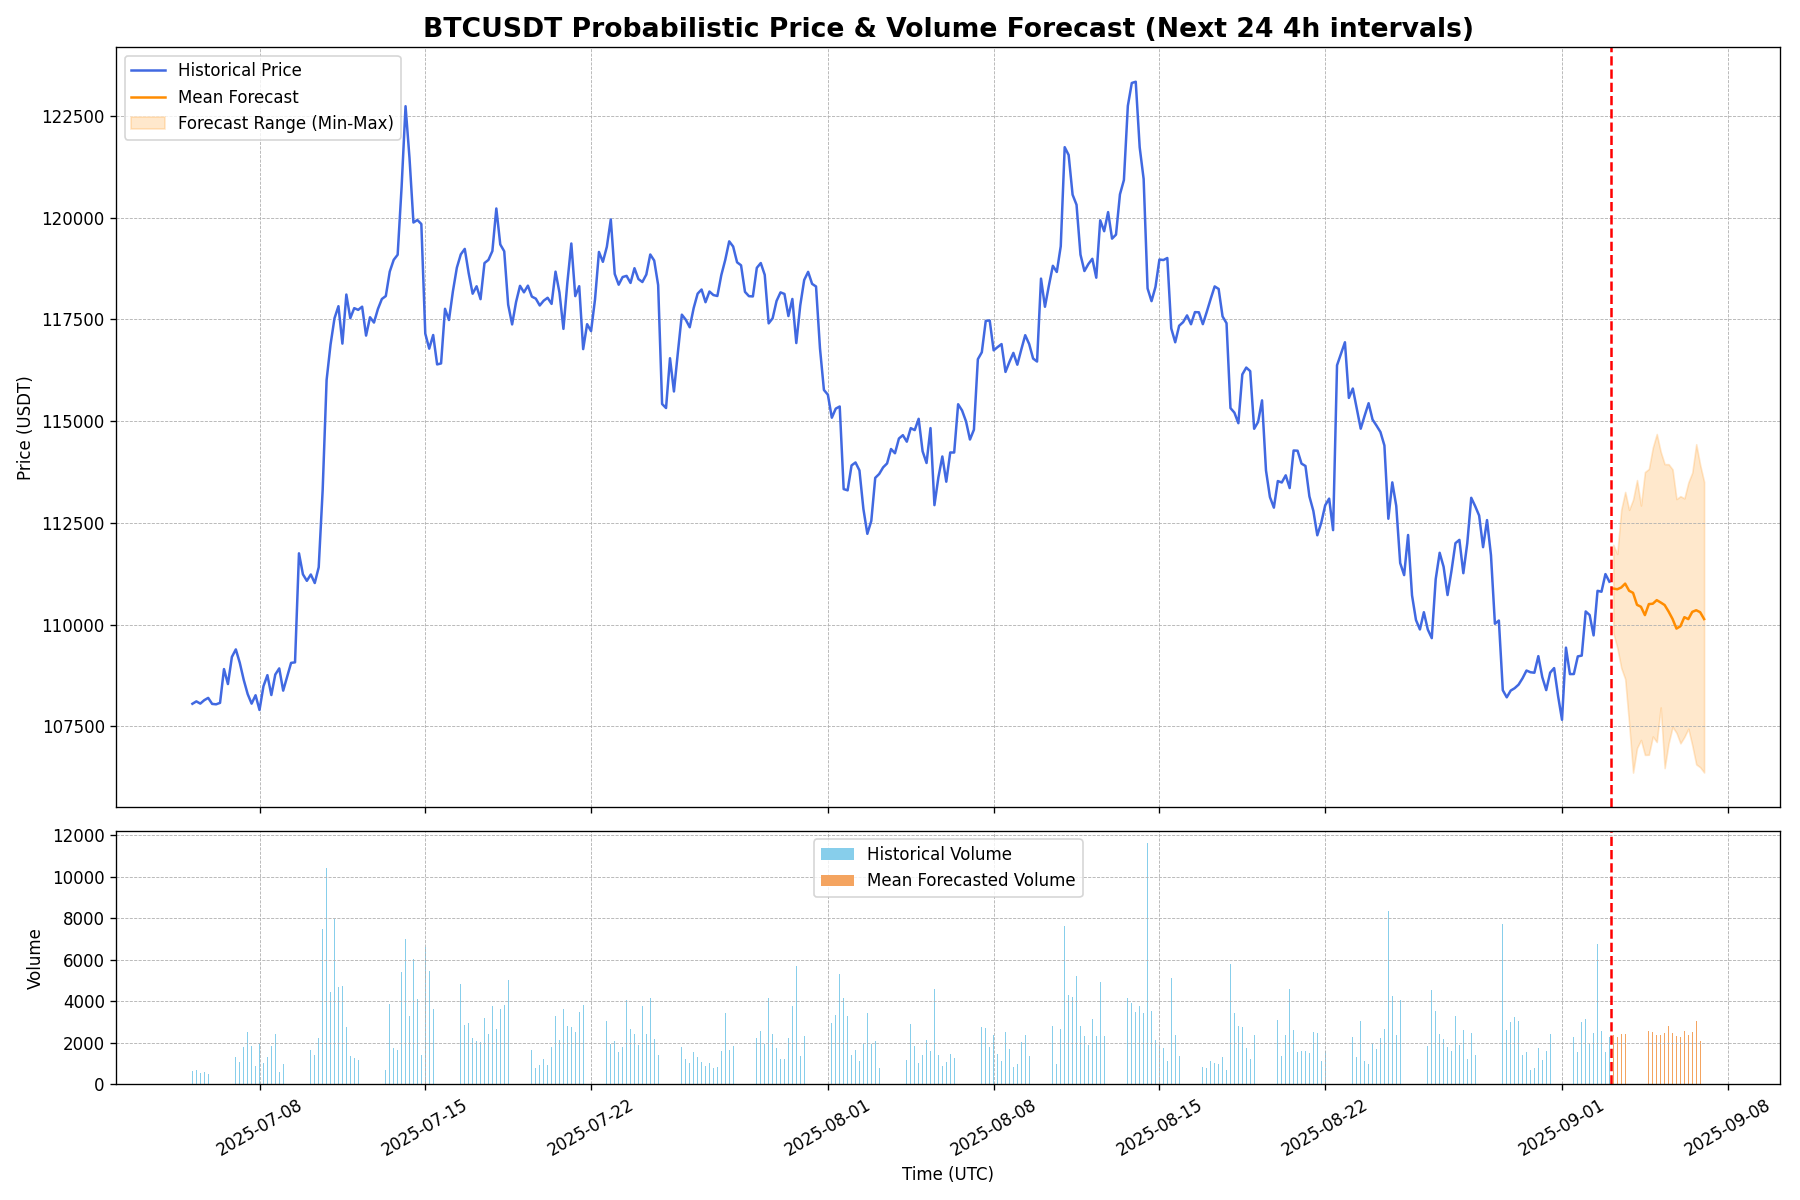 BTCUSDT Probabilistic Price & Volume Forecast (Next 24 4h intervals)
Historical Price
Mean Forecast
Forecast Range (Min-Max)
122500
120000
117500
115000
112500
110000
107500
Price (USDT)
Historical Volume
Mean Forecasted Volume
12000
10000
8000
6000
4000
2000
0
Volume
2025-07-08
2025-07-15
2025-07-22
2025-08-01
2025-08-08
2025-08-15
2025-08-22
2025-09-01
2025-09-08
Time (UTC)